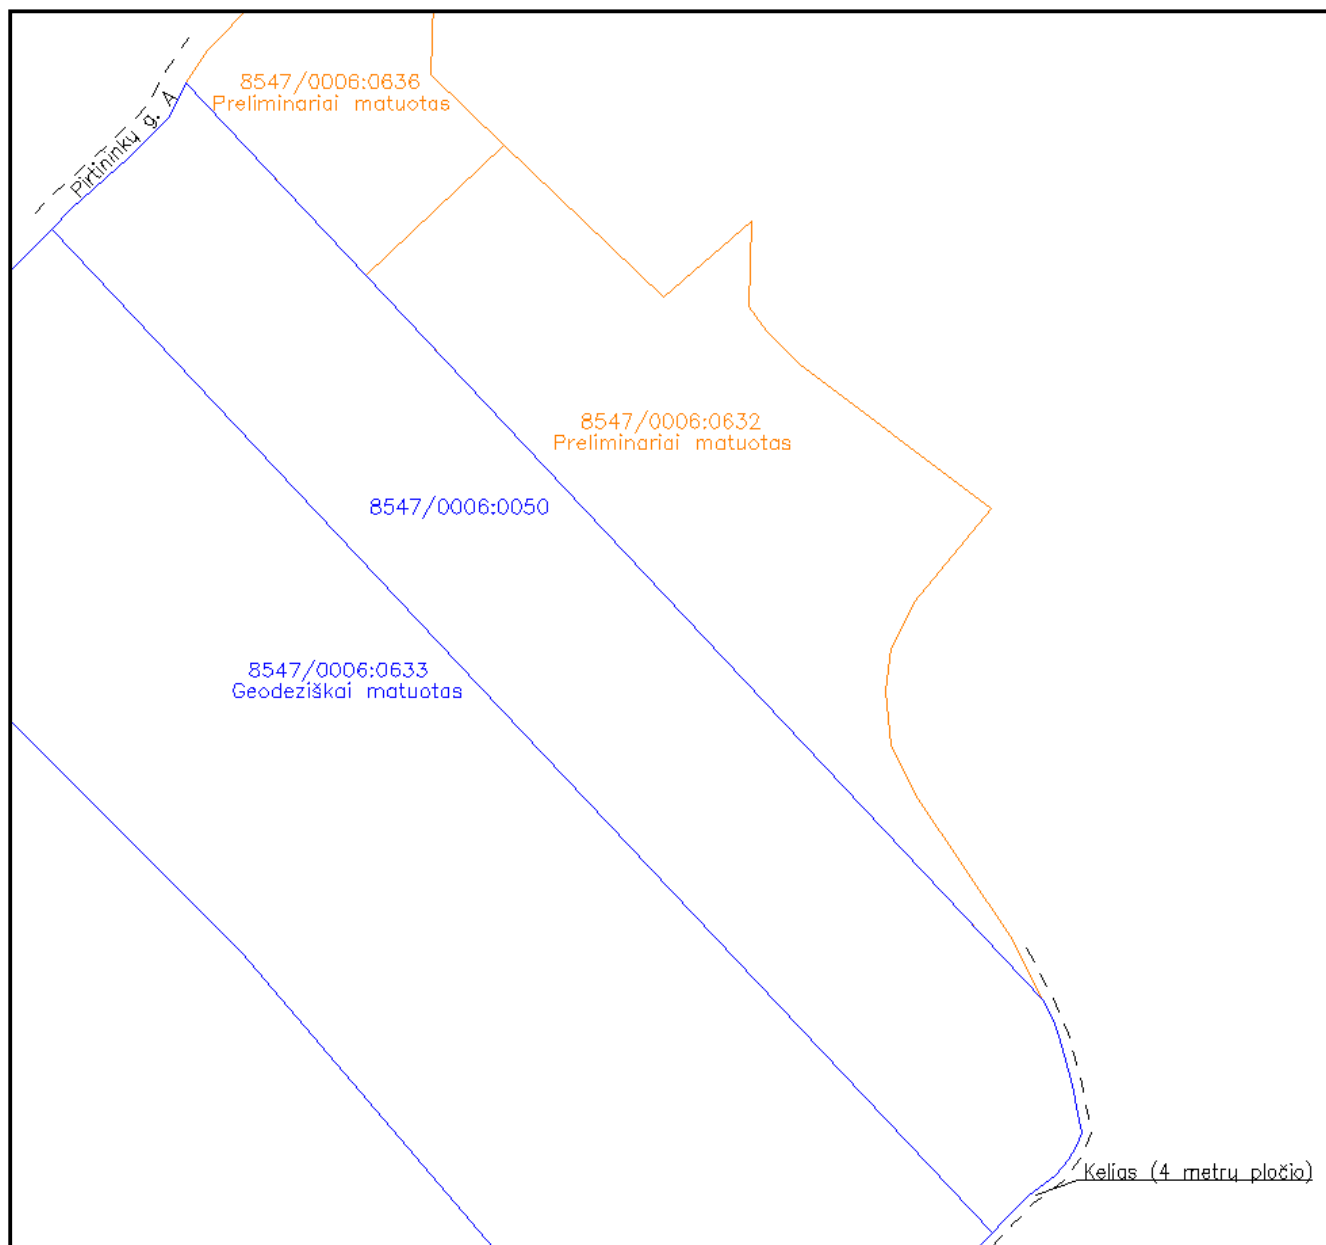 8547/0006:0636
Preliminariai matuotas
Pirtininkų g. A
8547/0006:0632
Preliminariai matuotas
8547/0006:0050
8547/0006:0633
Geodeziškai matuotas
Kelias (4 metrų pločio)